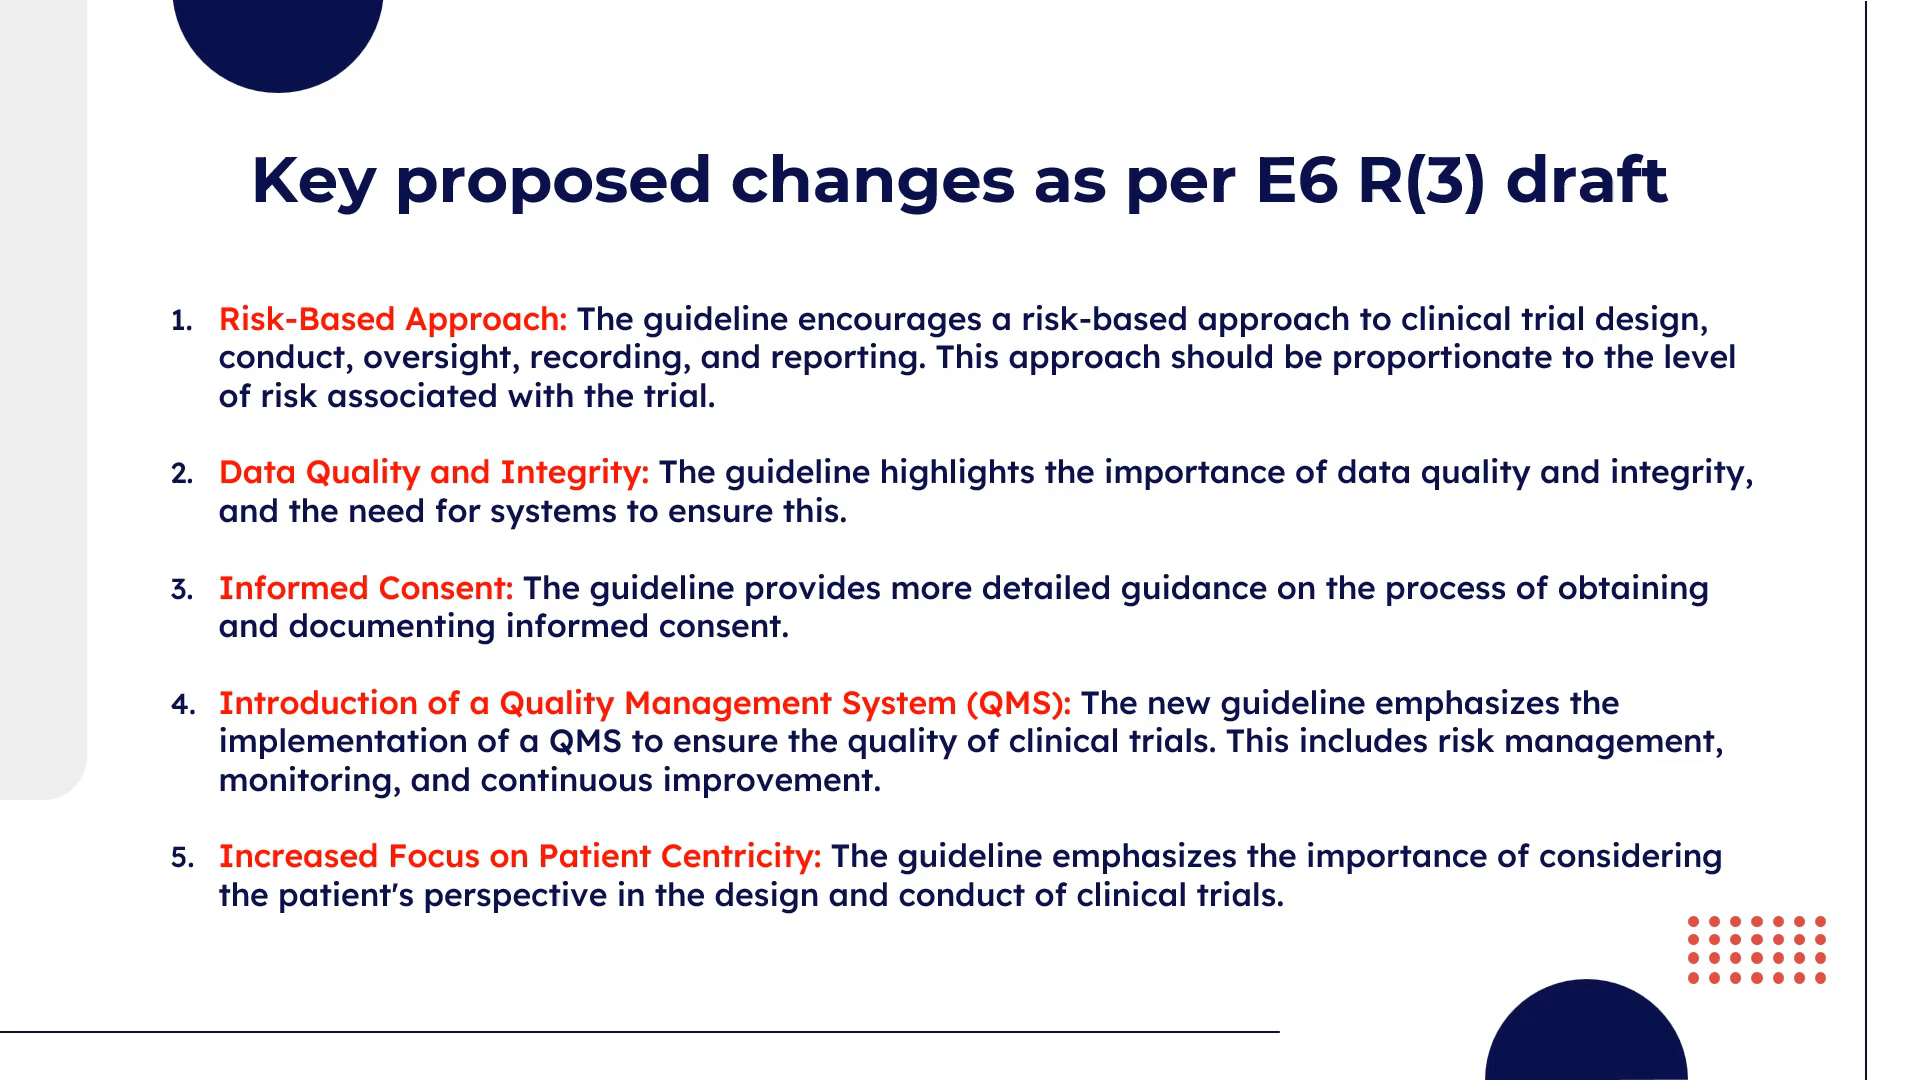 Key proposed changes as per E6 R(3) draft
1. Risk-Based Approach: The guideline encourages a risk-based approach to clinical trial design,
conduct, oversight, recording, and reporting. This approach should be proportionate to the level
of risk associated with the trial.
2. Data Quality and Integrity: The guideline highlights the importance of data quality and integrity,
and the need for systems to ensure this.
3. Informed Consent: The guideline provides more detailed guidance on the process of obtaining
and documenting informed consent.
4. Introduction of a Quality Management System (QMS): The new guideline emphasizes the
implementation of a QMS to ensure the quality of clinical trials. This includes risk management,
monitoring, and continuous improvement.
5. Increased Focus on Patient Centricity: The guideline emphasizes the importance of considering
the patient's perspective in the design and conduct of clinical trials.